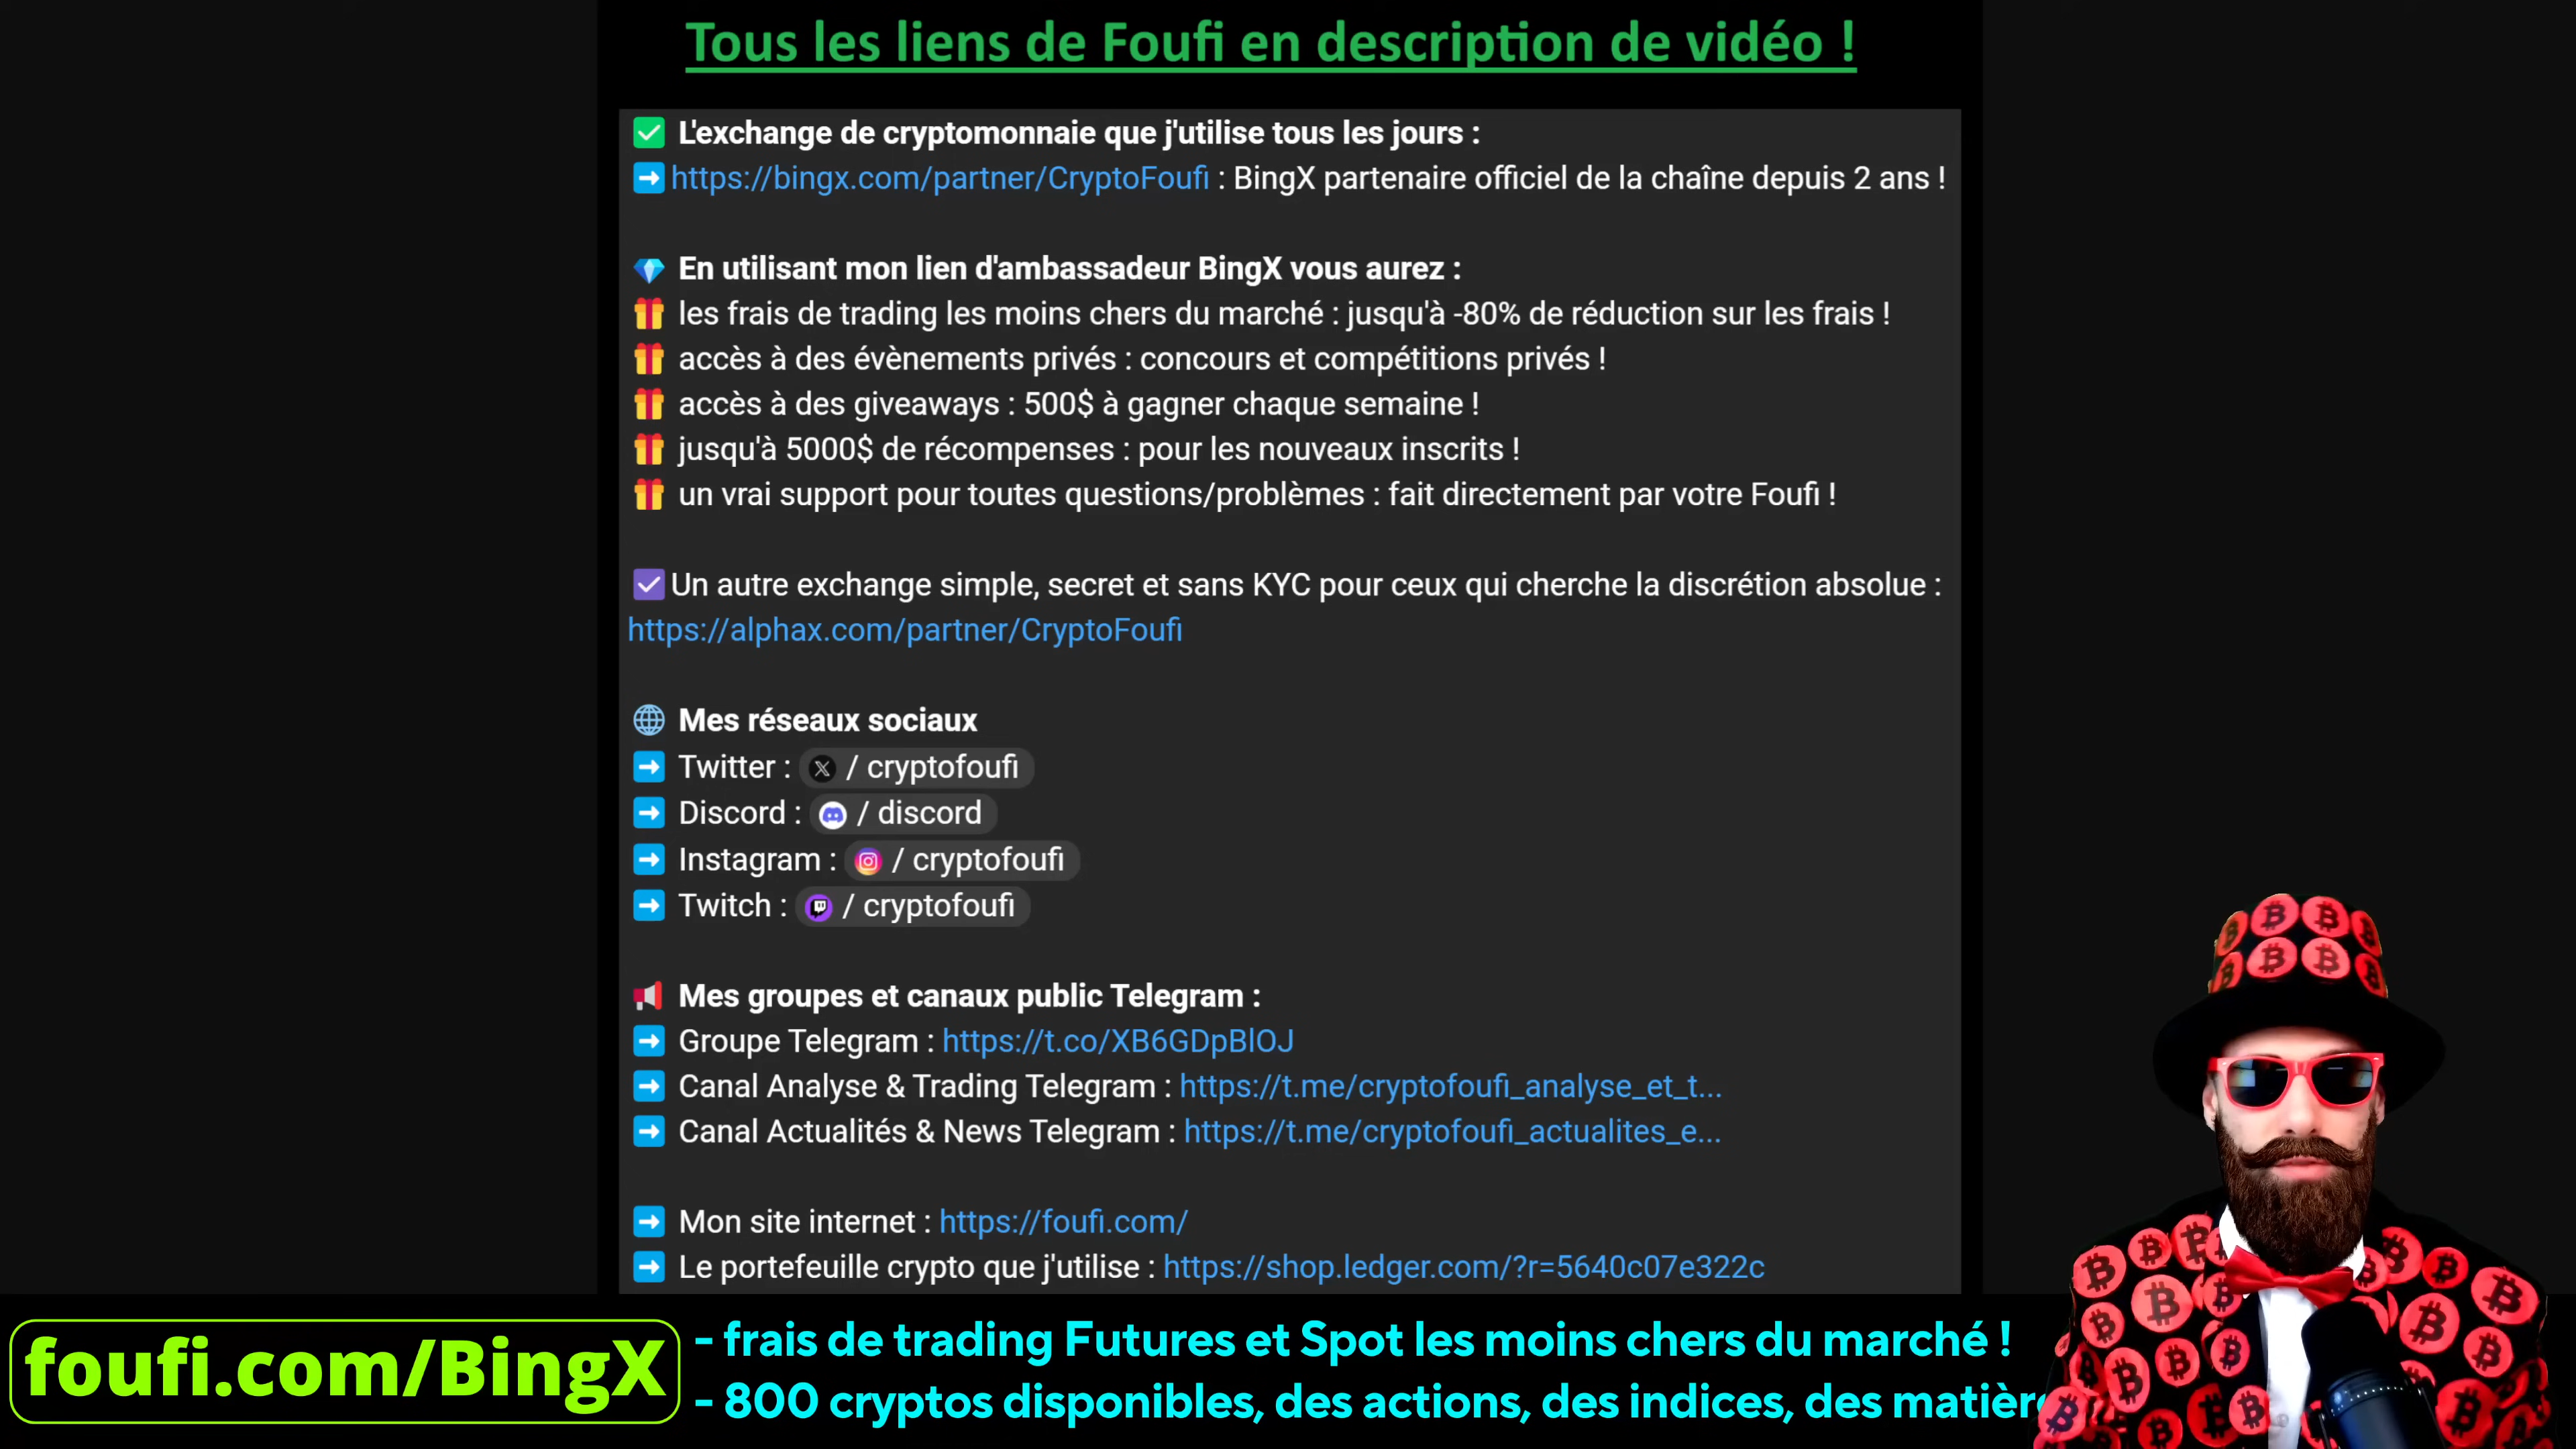 Tous les liens de Foufi en description de vidéo !
L'exchange de cryptomonnaie que j'utilise tous les jours :
https://bingx.com/partner/CryptoFoufi : BingX partenaire officiel de la chaîne depuis 2 ans !
En utilisant mon lien d'ambassadeur BingX vous aurez :
les frais de trading les moins chers du marché : jusqu'à -80% de réduction sur les frais !
accès à des évènements privés : concours et compétitions privés !
accès à des giveaways : 500$ à gagner chaque semaine !
jusqu'à 5000$ de récompenses : pour les nouveaux inscrits !
un vrai support pour toutes questions/problèmes : fait directement par votre Foufi !
Un autre exchange simple, secret et sans KYC pour ceux qui cherche la discrétion absolue :
https://alphax.com/partner/CryptoFoufi
Mes réseaux sociaux
Twitter : / cryptofoufi
Discord : / discord
Instagram : / cryptofoufi
Twitch : / cryptofoufi
Mes groupes et canaux public Telegram :
Groupe Telegram : https://t.co/XB6GDpBlOJ
Canal Analyse & Trading Telegram : https://t.me/cryptofoufi_analyse_et_t...
Canal Actualités & News Telegram : https://t.me/cryptofoufi_actualites_e...
Mon site internet : https://foufi.com/
Le portefeuille crypto que j'utilise : https://shop.ledger.com/?r=5640c07e322c
foufi.com/BingX
- frais de trading Futures et Spot les moins chers du marché !
- 800 cryptos disponibles, des actions, des indices, des matièr